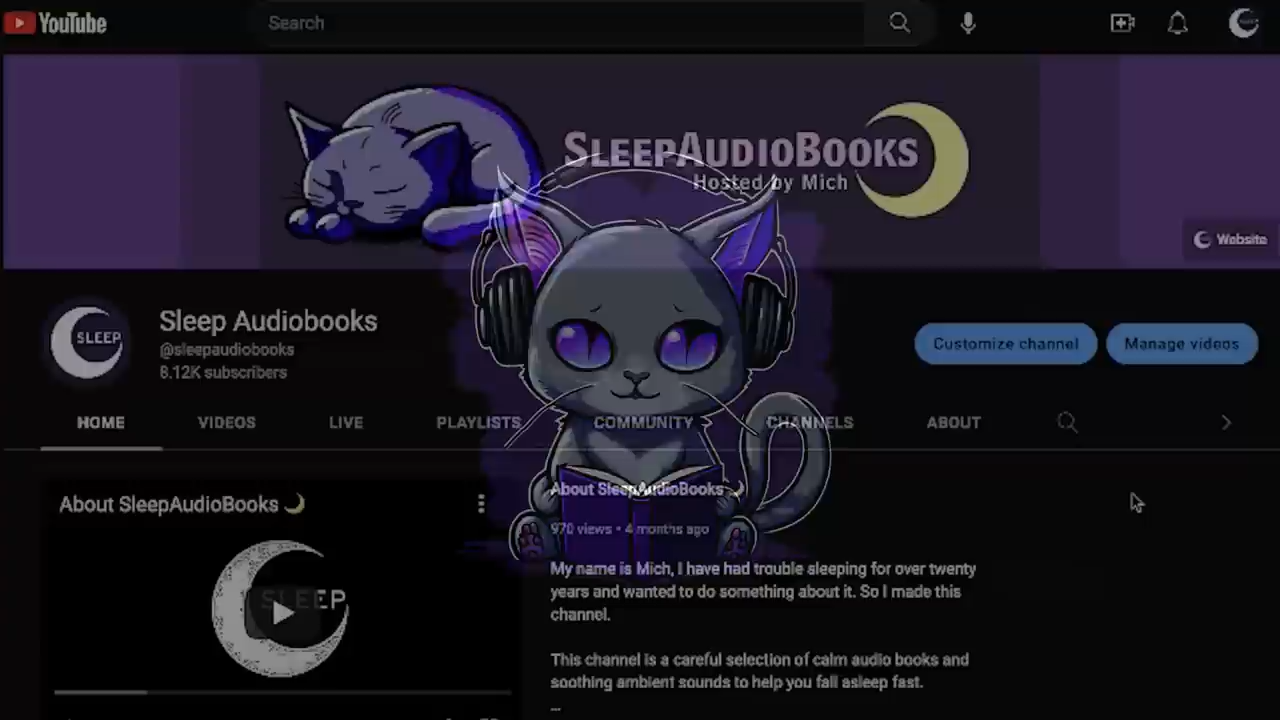 YouTube
Search
SLEEPAUDIOBOOKS
Hosted by Mich
Website
SLEEP
Sleep Audiobooks
@sleepaudiobooks
8.12K subscribers
Customize channel
Manage videos
HOME
VIDEOS
LIVE
PLAYLISTS
COMMUNITY
CHANNELS
ABOUT
About SleepAudioBooks
SLEEP
About SleepAudioBooks
970 views • 4 months ago
My name is Mich, I have had trouble sleeping for over twenty
years and wanted to do something about it. So I made this
channel.
This channel is a careful selection of calm audio books and
soothing ambient sounds to help you fall asleep fast.
...